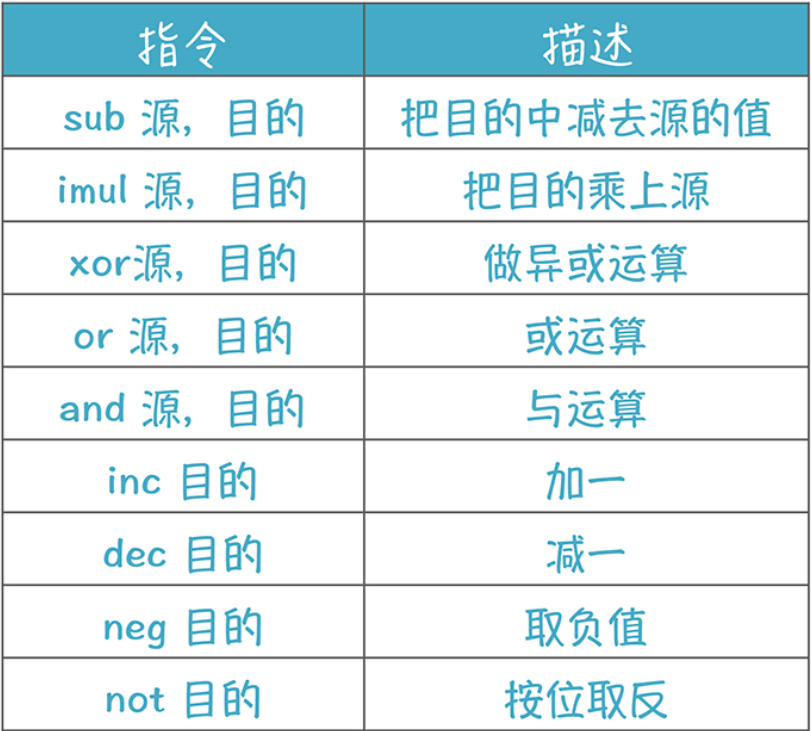 指令 描述
sub 源，目的 把目的中减去源的值
imul 源，目的 把目的乘上源
xor源，目的 做异或运算
or 源，目的 或运算
and 源，目的 与运算
inc 目的 加一
dec 目的 减一
neg 目的 取负值
not 目的 按位取反